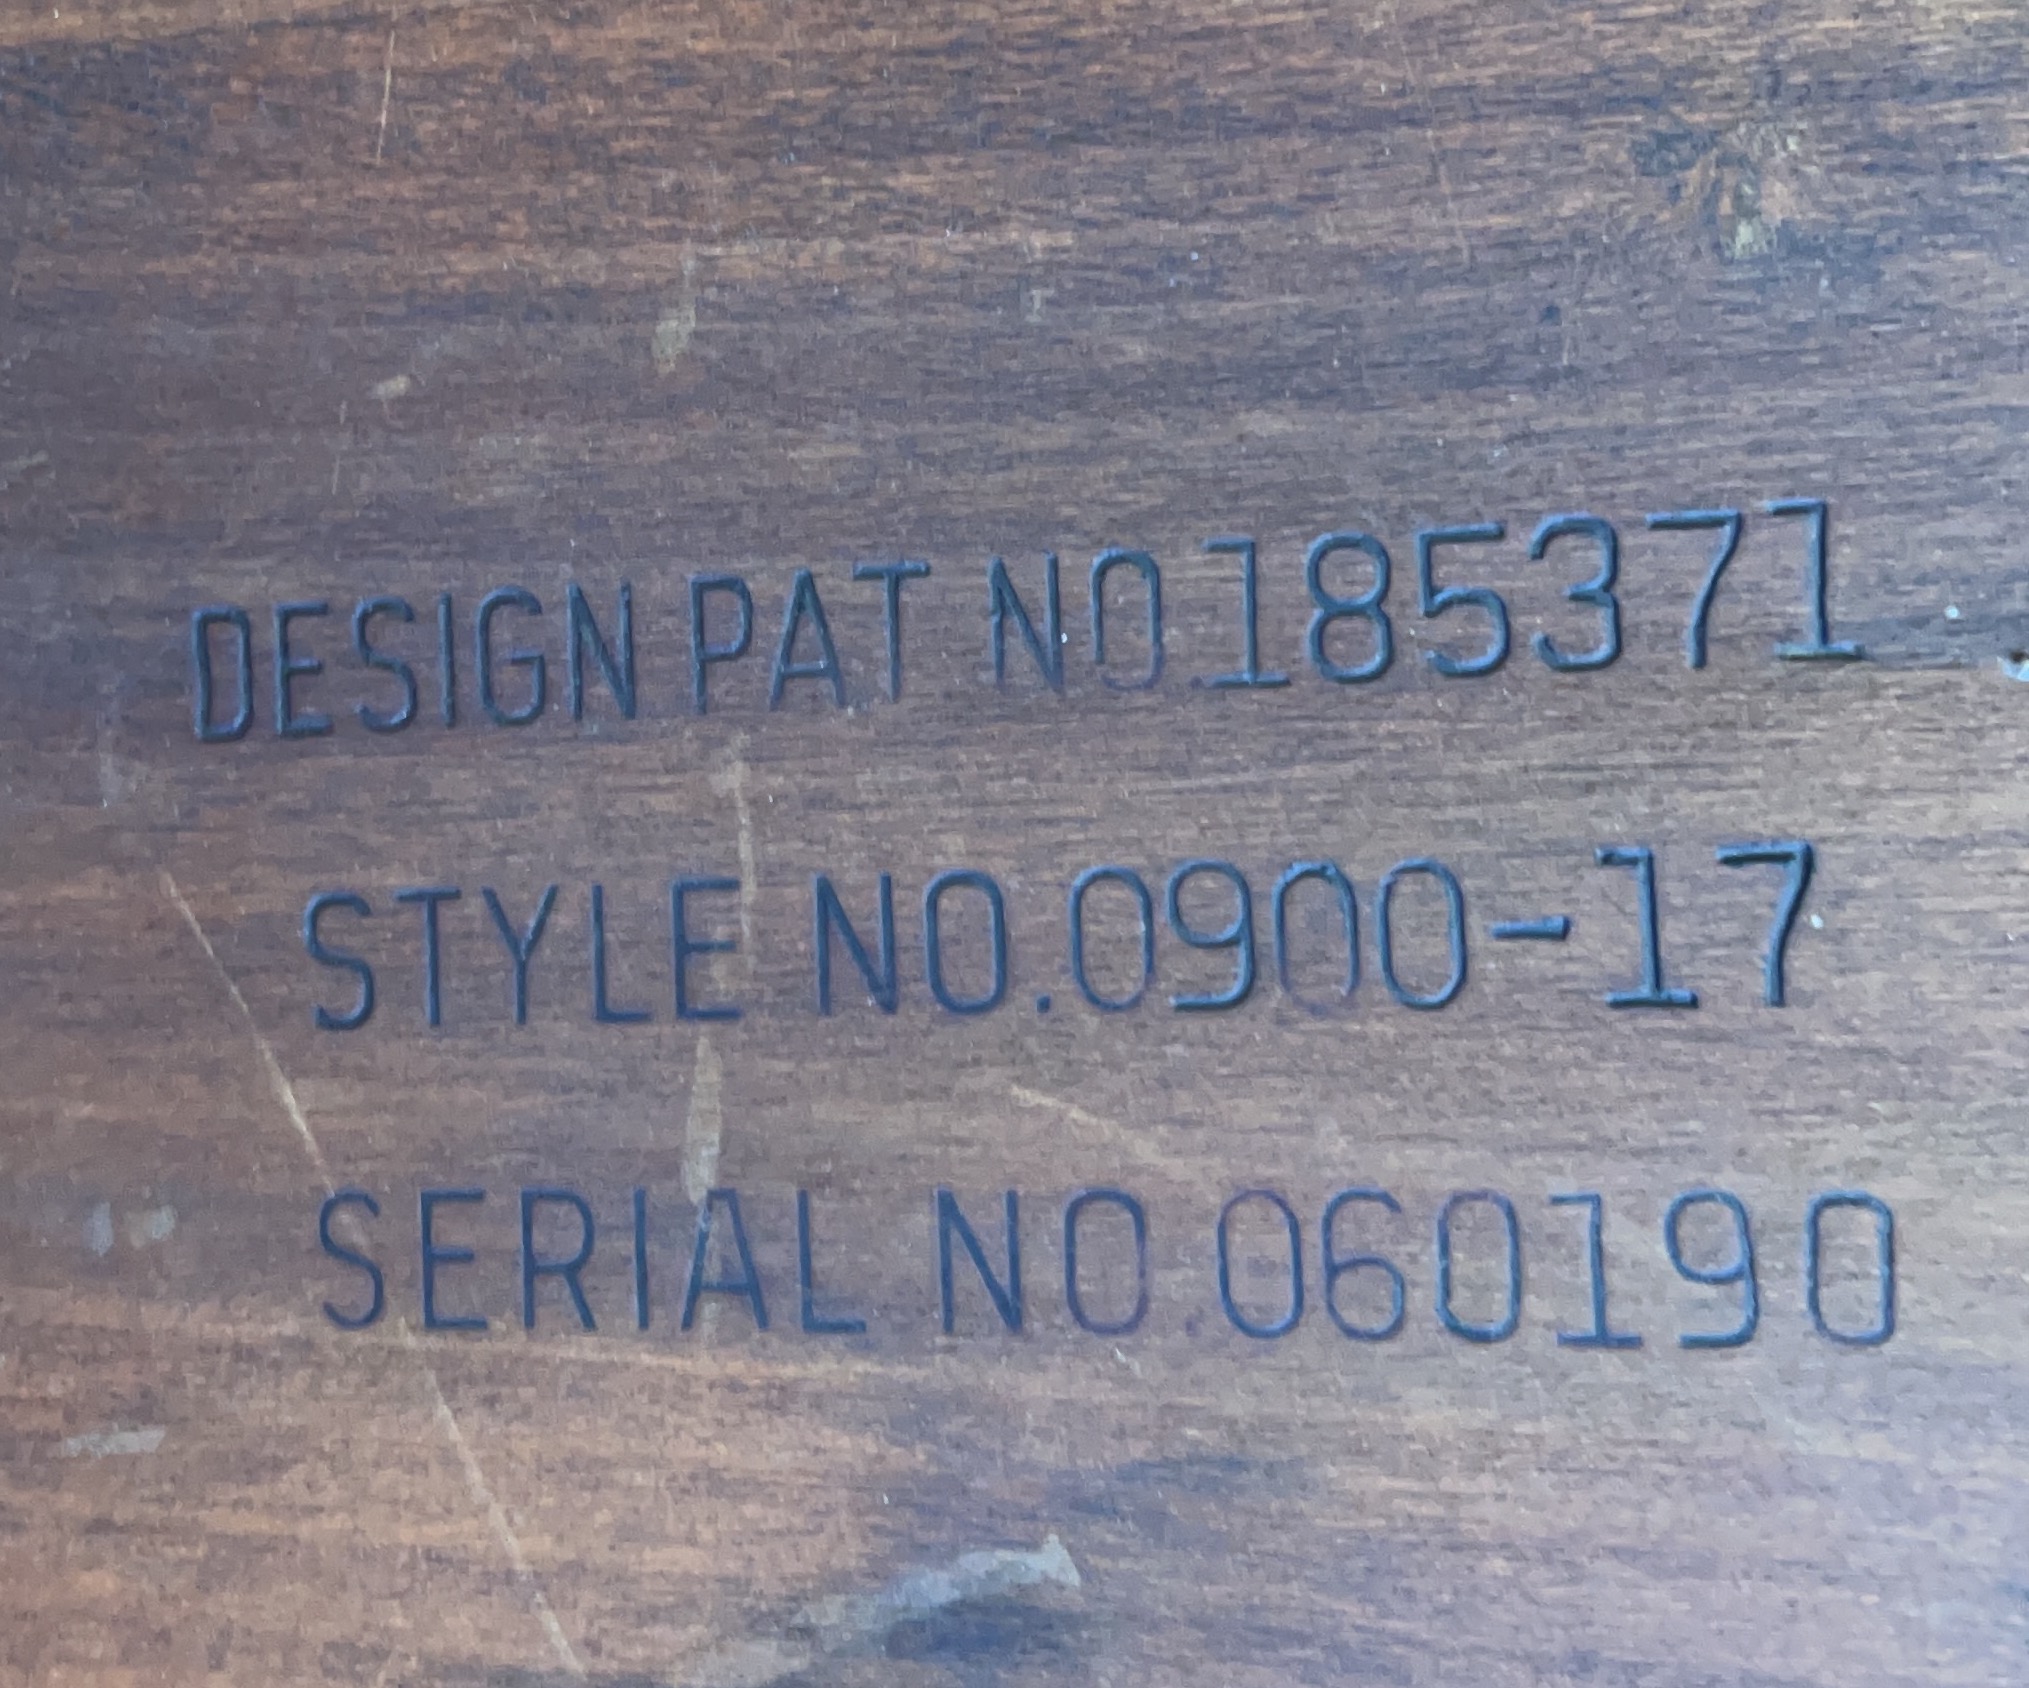 DESIGN PAT NO.185371
STYLE NO.0900-17
SERIAL NO.060190